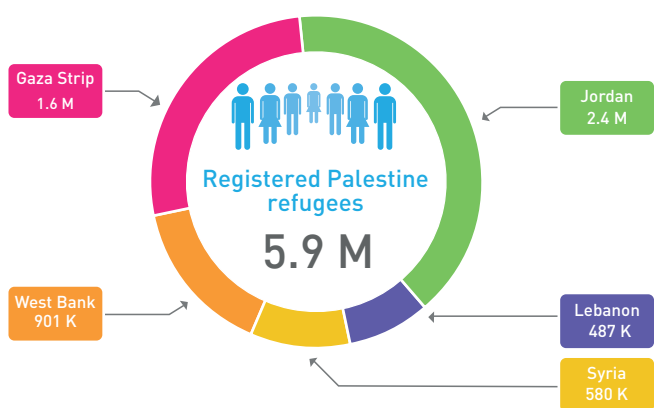 Gaza Strip
1.6 M
Jordan
2.4 M
Registered Palestine
refugees
5.9 M
West Bank
901 K
Lebanon
487 K
Syria
580 K